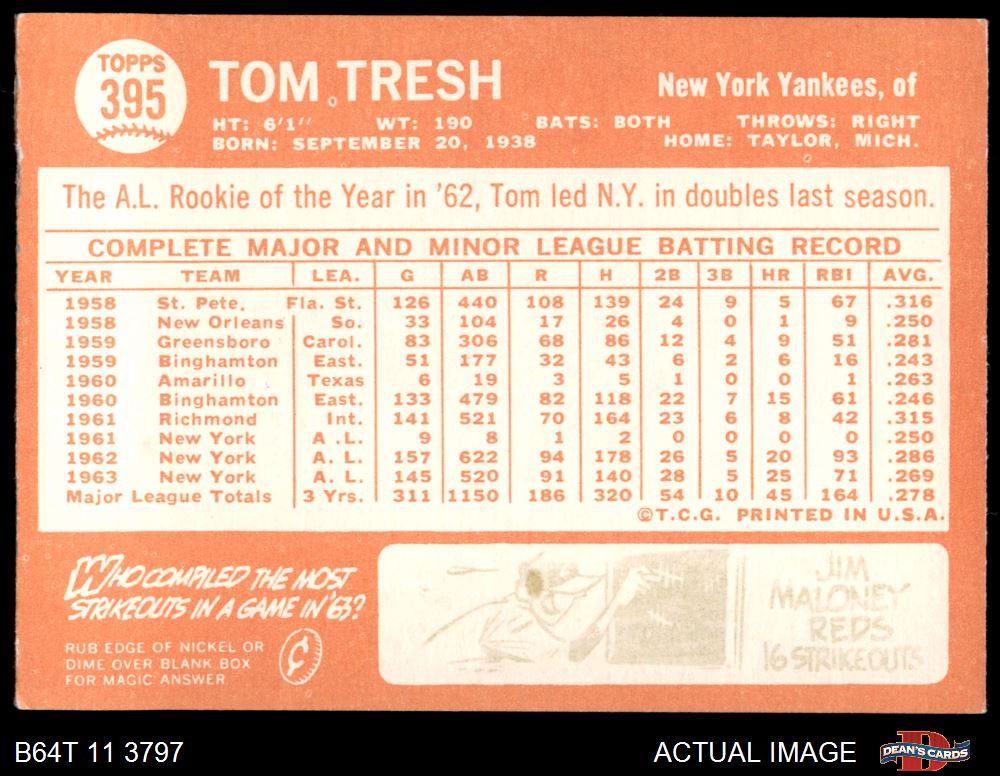 TOPPS
395
TOM TRESH
New York Yankees, of
HT: 6'1" WT: 190 BATS: BOTH THROWS: RIGHT
BORN: SEPTEMBER 20, 1938 HOME: TAYLOR, MICH.
The A.L. Rookie of the Year in '62, Tom led N.Y. in doubles last season.
COMPLETE MAJOR AND MINOR LEAGUE BATTING RECORD
YEAR TEAM LEA. G AB R H 2B 3B HR RBI AVG.
1958 St. Pete. Fla. St. 126 440 108 139 24 9 5 67 .316
1958 New Orleans So. 33 104 17 26 4 0 1 9 .250
1959 Greensboro Carol. 83 306 68 86 12 4 9 51 .281
1959 Binghamton East. 51 177 32 43 6 2 6 16 .243
1960 Amarillo Texas 6 19 3 5 1 0 0 1 .263
1960 Binghamton East. 133 479 82 118 22 7 15 61 .246
1961 Richmond Int. 141 521 70 164 23 6 8 42 .315
1961 New York A.L. 9 8 1 2 0 0 0 0 .250
1962 New York A. L. 157 622 94 178 26 5 20 93 .286
1963 New York A. L. 145 520 91 140 28 5 25 71 .269
Major League Totals 3 Yrs. 311 1150 186 320 54 10 45 164 .278
©T.C.G. PRINTED IN U.S.A.
WHO COMPILED THE MOST
STRIKEOUTS IN A GAME IN '63?
RUB EDGE OF NICKEL OR
DIME OVER BLANK BOX
FOR MAGIC ANSWER
¢
JIM
MALONEY
REDS
16 STRIKEOUTS
B64T 11 3797
ACTUAL IMAGE
D
DEAN'S CARDS